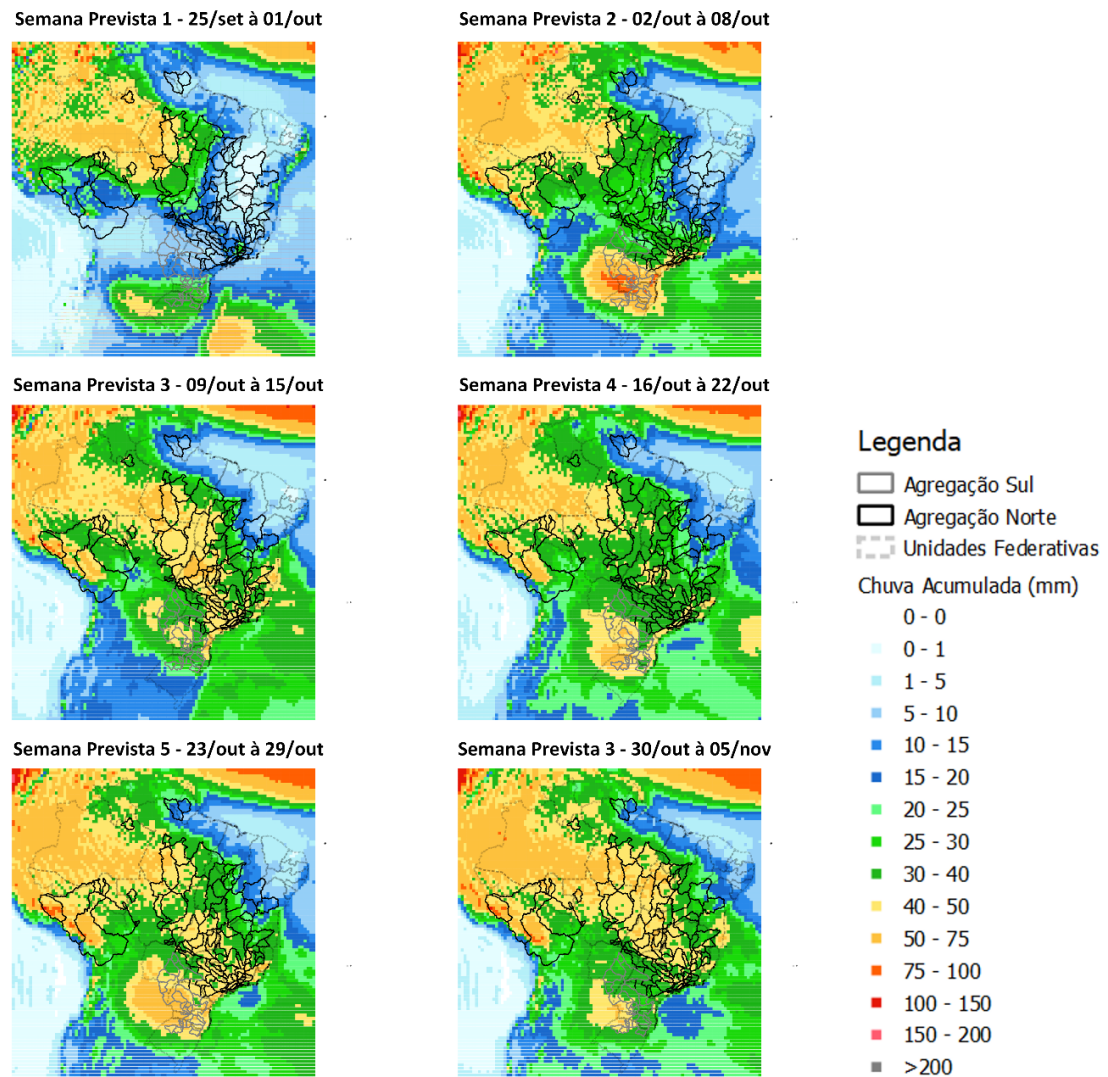 Semana Prevista 1 - 25/set à 01/out
Semana Prevista 2 - 02/out à 08/out
Semana Prevista 3 - 09/out à 15/out
Semana Prevista 4 - 16/out à 22/out
Legenda
Agregação Sul
Agregação Norte
Unidades Federativas
Chuva Acumulada (mm)
0 - 0
0 - 1
1 - 5
5 - 10
10 - 15
15 - 20
20 - 25
25 - 30
30 - 40
40 - 50
50 - 75
75 - 100
100 - 150
150 - 200
>200
Semana Prevista 5 - 23/out à 29/out
Semana Prevista 3 - 30/out à 05/nov